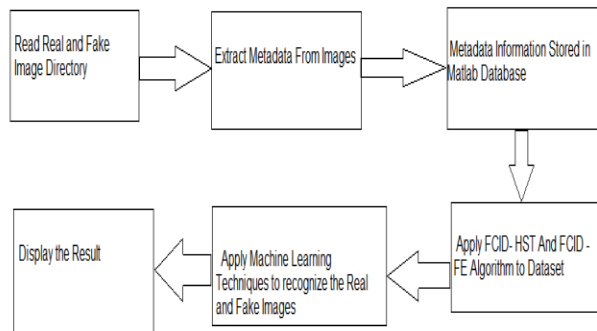 Read Real and Fake
Image Directory
Extract Metadata From Images
Metadata Information Stored in
Matlab Database
Apply FCID- HST And FCID -
FE Algorithm to Dataset
Apply Machine Learning
Techniques to recognize the Real
and Fake Images
Display the Result